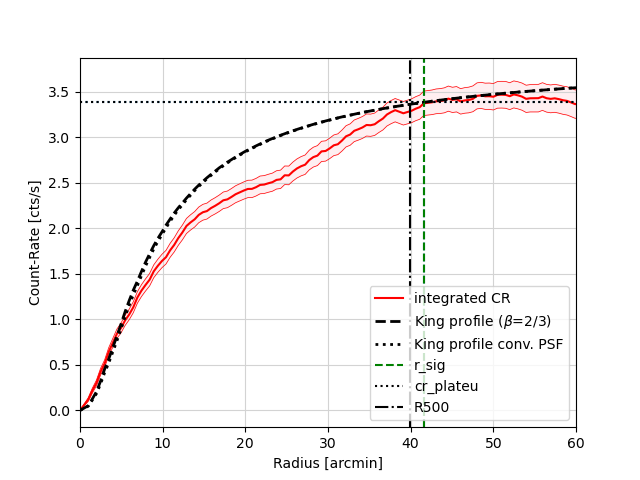 3.5
3.0
2.5
2.0
1.5
1.0
0.5
0.0
Count-Rate [cts/s]
integrated CR
King profile (β=2/3)
King profile conv. PSF
r_sig
cr_plateu
R500
0 10 20 30 40 50 60
Radius [arcmin]